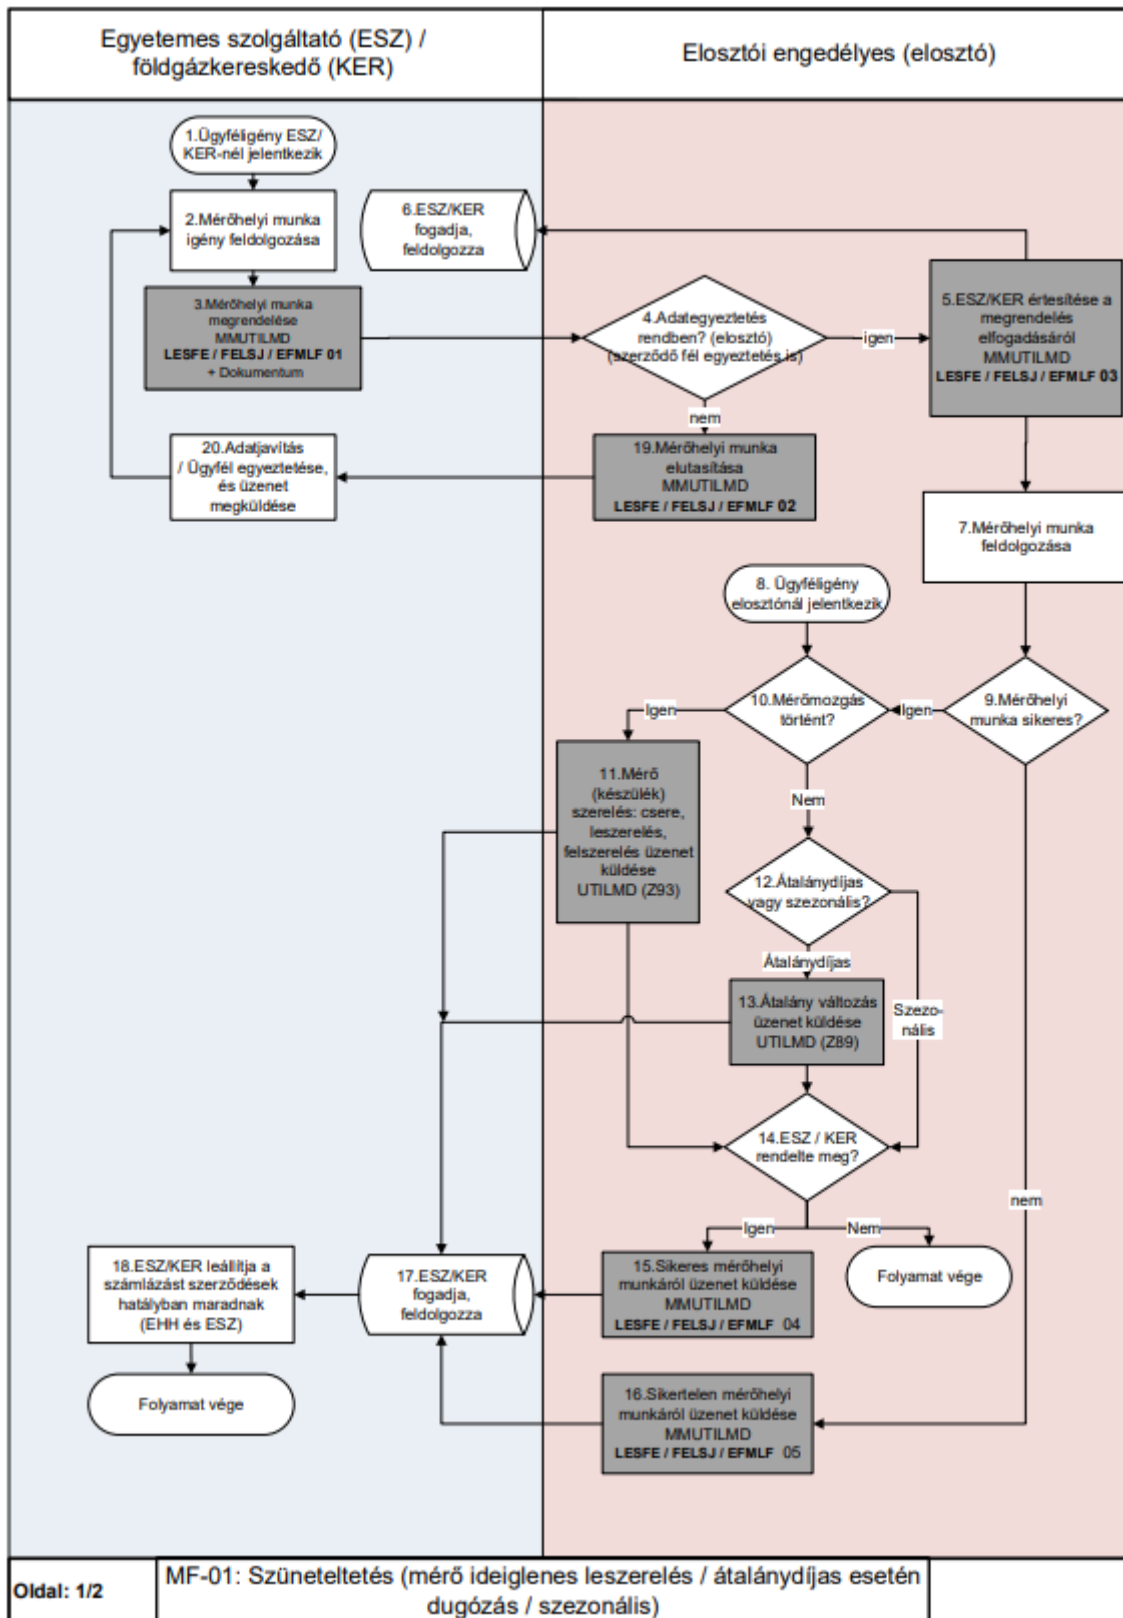 Egyetemes szolgáltató (ESZ) /
földgázkereskedő (KER)
Elosztói engedélyes (elosztó)
1.Ügyféligény ESZ/
KER-nél jelentkezik
2.Mérőhelyi munka
igény feldolgozása
3.Mérőhelyi munka
megrendelése
MMUTILMD
LESFE / FELSJ / EFMLF 01
+ Dokumentum
6.ESZ/KER
fogadja,
feldolgozza
4.Adategyeztetés
rendben? (elosztó)
(szerződő fél egyeztetés is)
igen
nem
5.ESZ/KER értesítése a
megrendelés
elfogadásáról
MMUTILMD
LESFE / FELSJ / EFMLF 03
20.Adatjavítás
/ Ügyfél egyeztetése,
és üzenet
megküldése
19.Mérőhelyi munka
elutasítása
MMUTILMD
LESFE / FELSJ / EFMLF 02
7.Mérőhelyi munka
feldolgozása
8. Ügyféligény
elosztónál jelentkezik
10.Mérőmozgás
történt?
Igen
Igen
9.Mérőhelyi
munka sikeres?
11.Mérő
(készülék)
szerelés: csere,
leszerelés,
felszerelés üzenet
küldése
UTILMD (Z93)
Nem
12.Átalánydíjas
vagy szezonális?
Átalánydíjas
13.Átalány változás
üzenet küldése
UTILMD (Z89)
Szezo-
nális
14.ESZ / KER
rendelte meg?
nem
Igen
Nem
18.ESZ/KER leállítja a
számlázást szerződések
hatályban maradnak
(EHH és ESZ)
17.ESZ/KER
fogadja,
feldolgozza
15.Sikeres mérőhelyi
munkáról üzenet küldése
MMUTILMD
LESFE / FELSJ / EFMLF 04
Folyamat vége
Folyamat vége
16.Sikertelen mérőhelyi
munkáról üzenet küldése
MMUTILMD
LESFE / FELSJ / EFMLF 05
Oldal: 1/2
MF-01: Szüneteltetés (mérő ideiglenes leszerelés / átalánydíjas esetén
dugózás / szezonális)